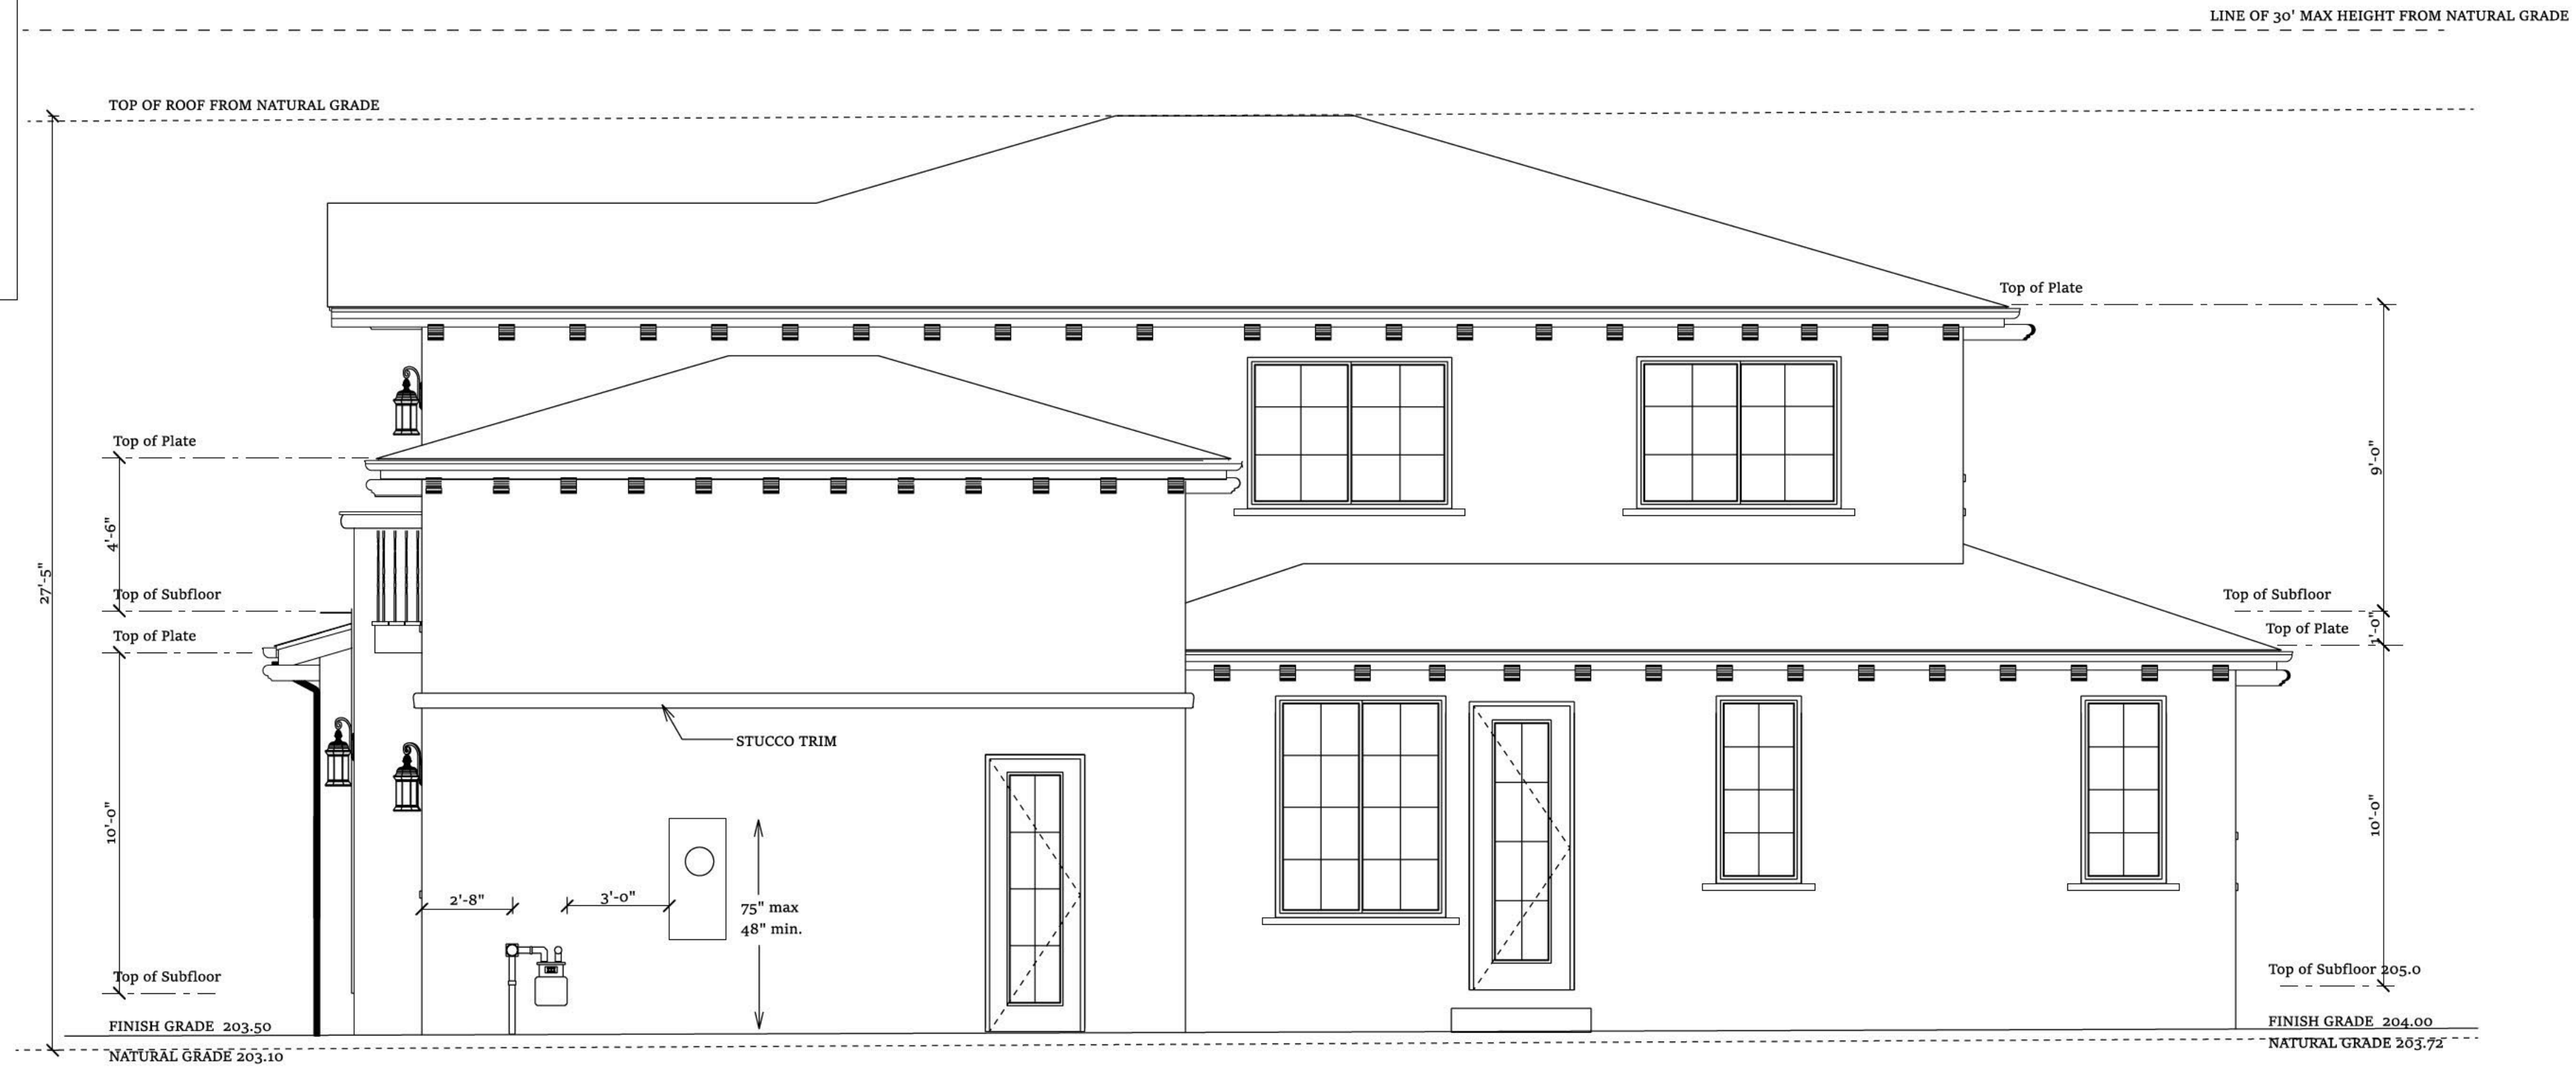 LINE OF 30' MAX HEIGHT FROM NATURAL GRADE
TOP OF ROOF FROM NATURAL GRADE
Top of Plate
Top of Plate
9'-0"
4'-6"
27'-5"
Top of Subfloor
Top of Subfloor
Top of Plate
1'-0"
Top of Plate
STUCCO TRIM
10'-0"
10'-0"
2'-8"
3'-0"
75" max
48" min.
Top of Subfloor
Top of Subfloor 205.0
FINISH GRADE 203.50
FINISH GRADE 204.00
NATURAL GRADE 203.10
NATURAL GRADE 203.72